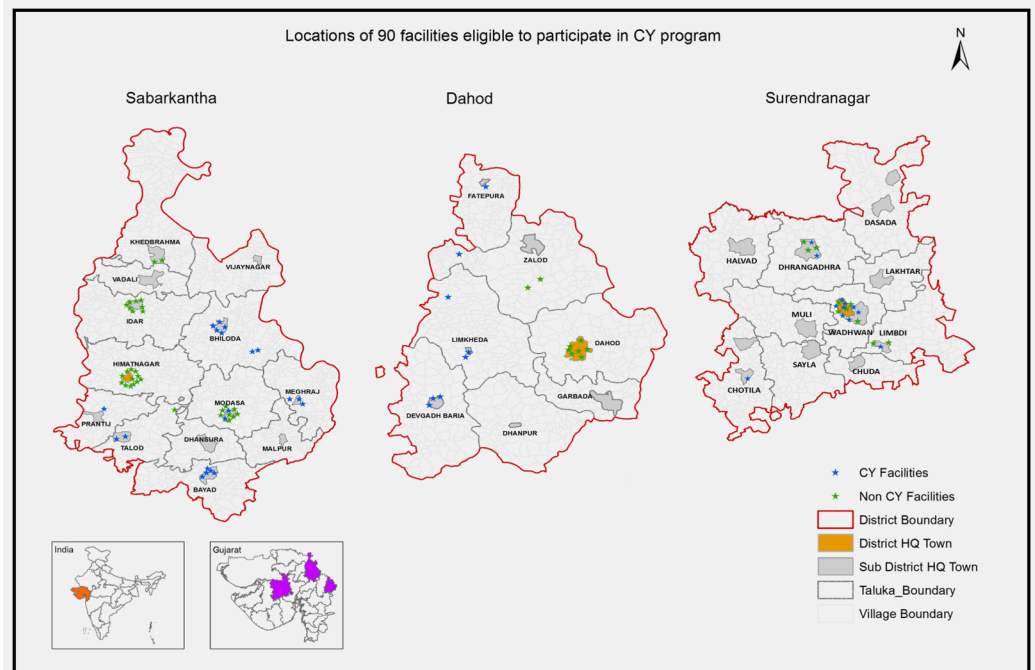 Locations of 90 facilities eligible to participate in CY program
N
Sabarkantha
Dahod
Surendranagar
KHEDBRAHMA
VIJAYNAGAR
VADALI
IDAR
BHILODA
HIMATNAGAR
MEGHRAJ
MODASA
PRANTIJ
TALOD
DHANSURA
MALPUR
BAYAD
FATEPURA
ZALOD
LIMKHEDA
DAHOD
GARBADA
DEVGADH BARIA
DHANPUR
DASADA
HALVAD
DHRANGADHRA
LAKHTAR
MULI
WADHWAN
LIMBDI
SAYLA
CHUDA
CHOTILA
CY Facilities
Non CY Facilities
District Boundary
District HQ Town
Sub District HQ Town
Taluka_Boundary
Village Boundary
India
Gujarat